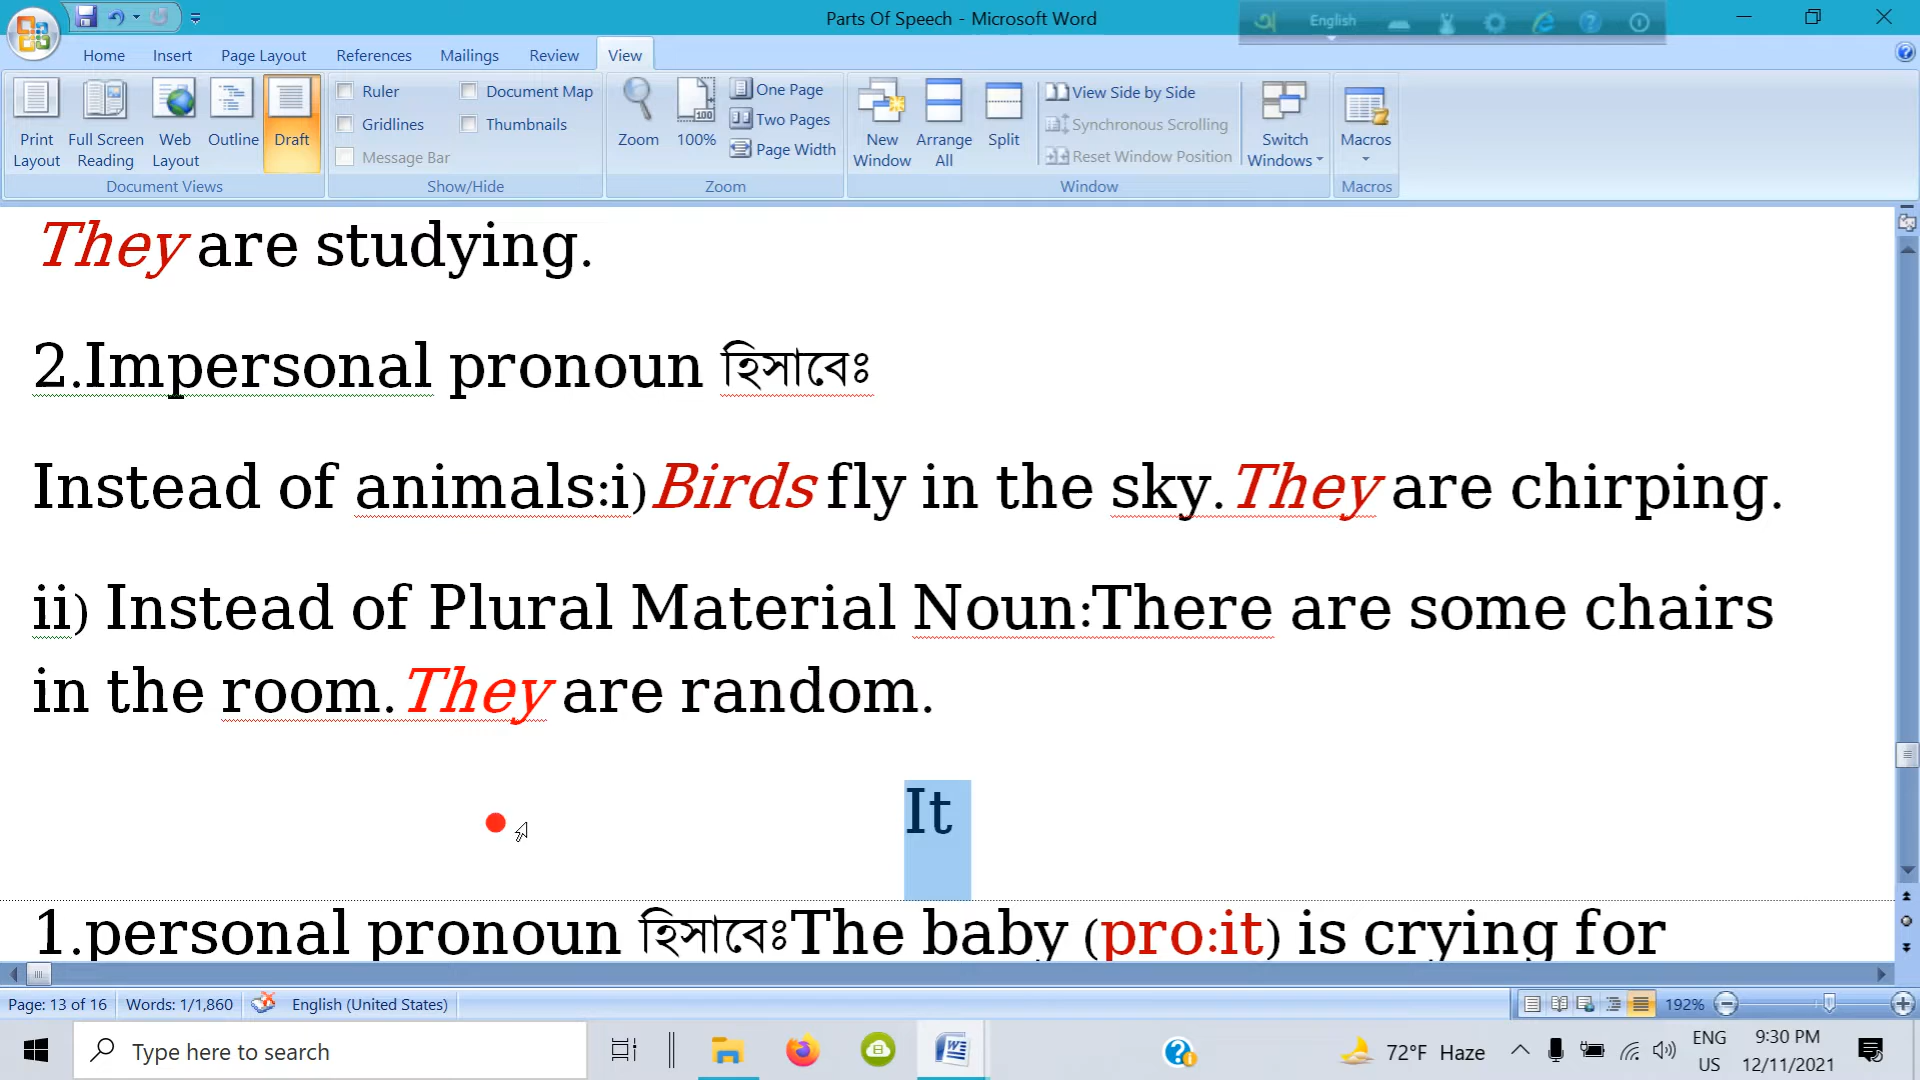 Parts Of Speech - Microsoft Word
English
Home Insert Page Layout References Mailings Review View
Print Layout Full Screen Reading Web Layout Outline Draft
Document Views
Ruler Document Map
Gridlines Thumbnails
Message Bar
Show/Hide
Zoom 100% One Page
Two Pages
Page Width
Zoom
New Window Arrange All Split
View Side by Side
Synchronous Scrolling
Reset Window Position
Window
Switch Windows
Macros
Macros
They are studying.
2.Impersonal pronoun হিসাবেঃ
Instead of animals:i)Birds fly in the sky.They are chirping.
ii) Instead of Plural Material Noun:There are some chairs
in the room.They are random.
It
1.personal pronoun হিসাবেঃThe baby (pro:it) is crying for
Page: 13 of 16 Words: 1/1,860 English (United States) 192%
Type here to search
72°F Haze
ENG US
9:30 PM
12/11/2021